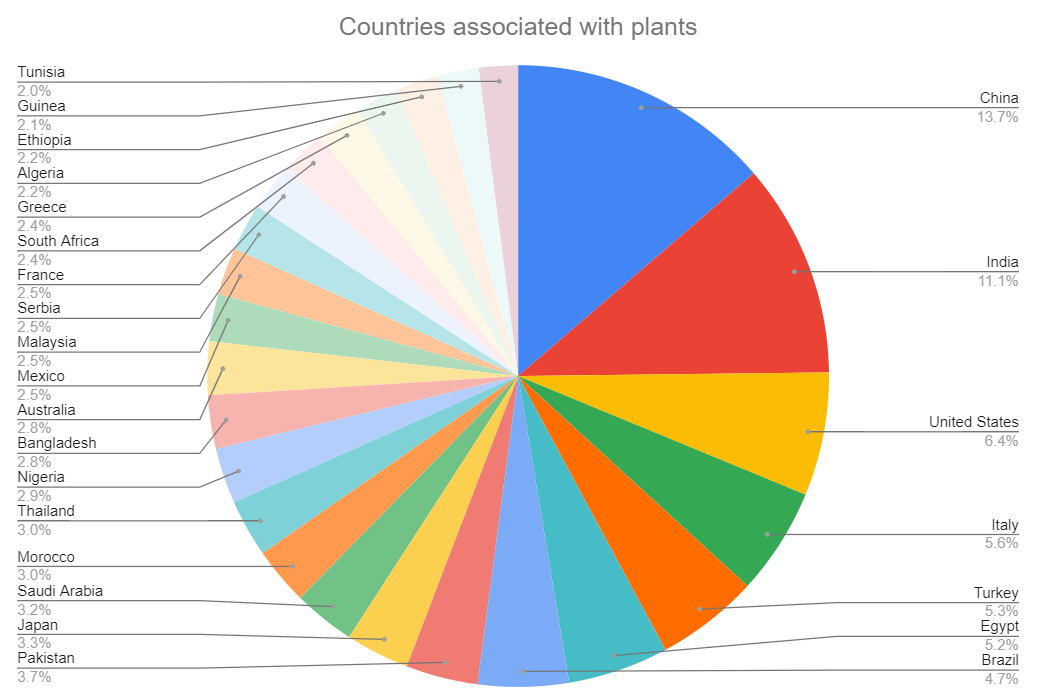 Countries associated with plants
Tunisia
2.0%
Guinea
2.1%
Ethiopia
2.2%
Algeria
2.2%
Greece
2.4%
South Africa
2.4%
France
2.5%
Serbia
2.5%
Malaysia
2.5%
Mexico
2.5%
Australia
2.8%
Bangladesh
2.8%
Nigeria
2.9%
Thailand
3.0%
Morocco
3.0%
Saudi Arabia
3.2%
Japan
3.3%
Pakistan
3.7%
China
13.7%
India
11.1%
United States
6.4%
Italy
5.6%
Turkey
5.3%
Egypt
5.2%
Brazil
4.7%